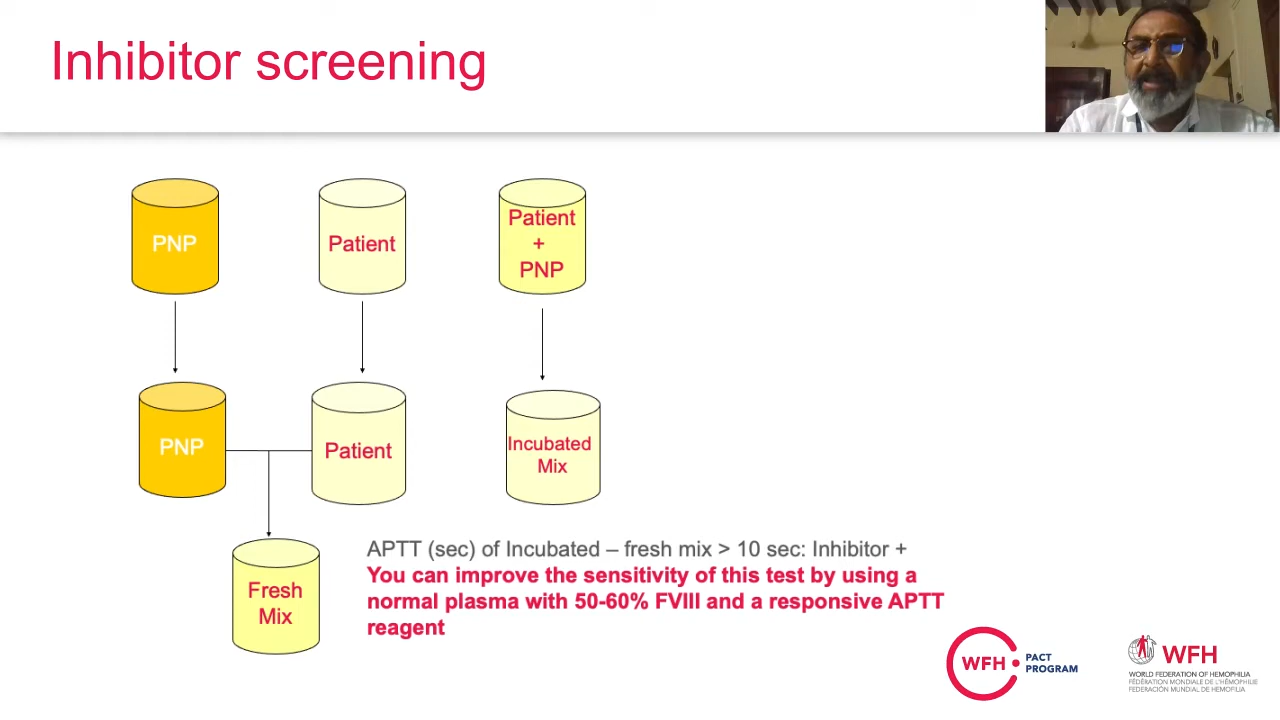 Inhibitor screening
PNP
Patient
Patient
+
PNP
PNP
Patient
Incubated
Mix
Fresh
Mix
APTT (sec) of Incubated – fresh mix > 10 sec: Inhibitor +
You can improve the sensitivity of this test by using a
normal plasma with 50-60% FVIII and a responsive APTT
reagent
WFH
PACT
PROGRAM
WFH
WORLD FEDERATION OF HEMOPHILIA
FÉDÉRATION MONDIALE DE L'HÉMOPHILIE
FEDERACIÓN MUNDIAL DE HEMOFILIA